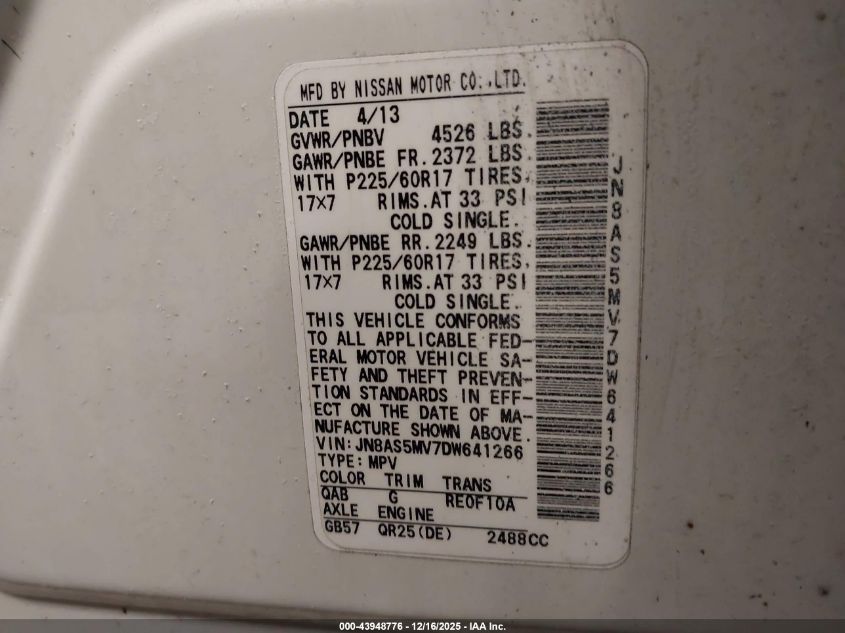 MFD BY NISSAN MOTOR CO.,LTD.
DATE 4/13
GVWR/PNBV 4526 LBS.
GAWR/PNBE FR. 2372 LBS.
WITH P225/60R17 TIRES,
17×7 RIMS.AT 33 PSI
COLD SINGLE.
GAWR/PNBE RR. 2249 LBS.
WITH P225/60R17 TIRES,
17×7 RIMS.AT 33 PSI
COLD SINGLE.
THIS VEHICLE CONFORMS
TO ALL APPLICABLE FED-
ERAL MOTOR VEHICLE SA-
FETY AND THEFT PREVEN-
TION STANDARDS IN EFF-
ECT ON THE DATE OF MA-
NUFACTURE SHOWN ABOVE.
VIN:JN8AS5MV7DW641266
TYPE:MPV
COLOR TRIM TRANS
QAB G RE0F10A
AXLE ENGINE
GB57 QR25(DE) 2488CC
JN8AS5MV7DW641266
000-43948776 - 12/16/2025 - IAA Inc.